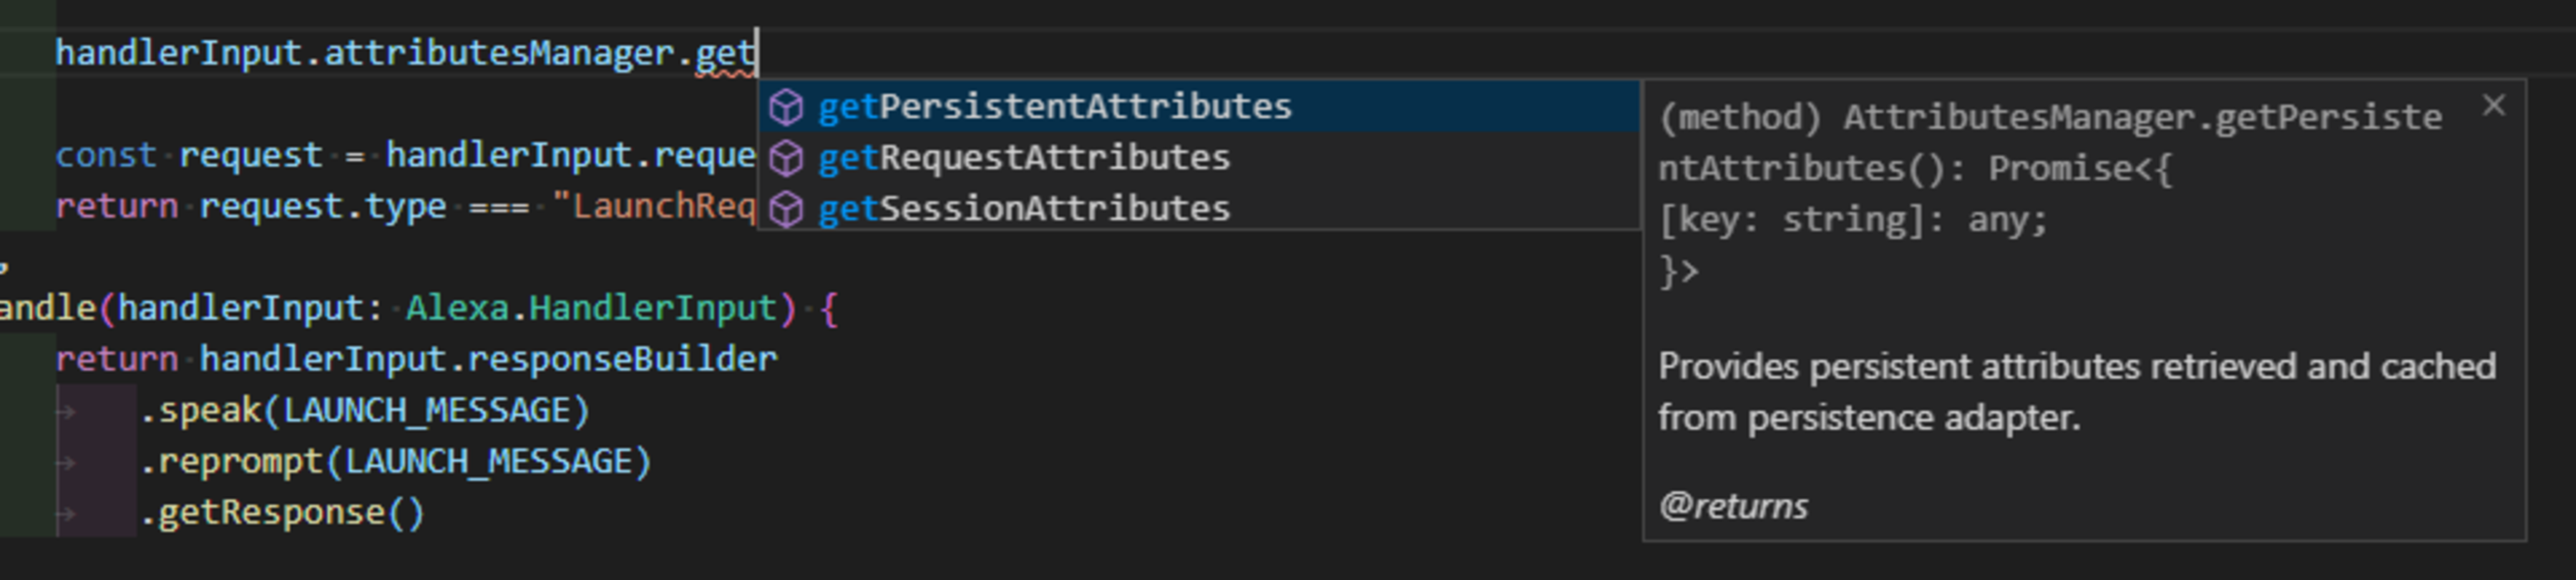 handlerInput.attributesManager.get
getPersistentAttributes
getRequestAttributes
getSessionAttributes
(method) AttributesManager.getPersiste
ntAttributes(): Promise<{
[key: string]: any;
}>
Provides persistent attributes retrieved and cached
from persistence adapter.
@returns
const request = handlerInput.reque
return request.type === "LaunchReq
,
andle(handlerInput: Alexa.HandlerInput) {
return handlerInput.responseBuilder
.speak(LAUNCH_MESSAGE)
.reprompt(LAUNCH_MESSAGE)
.getResponse()